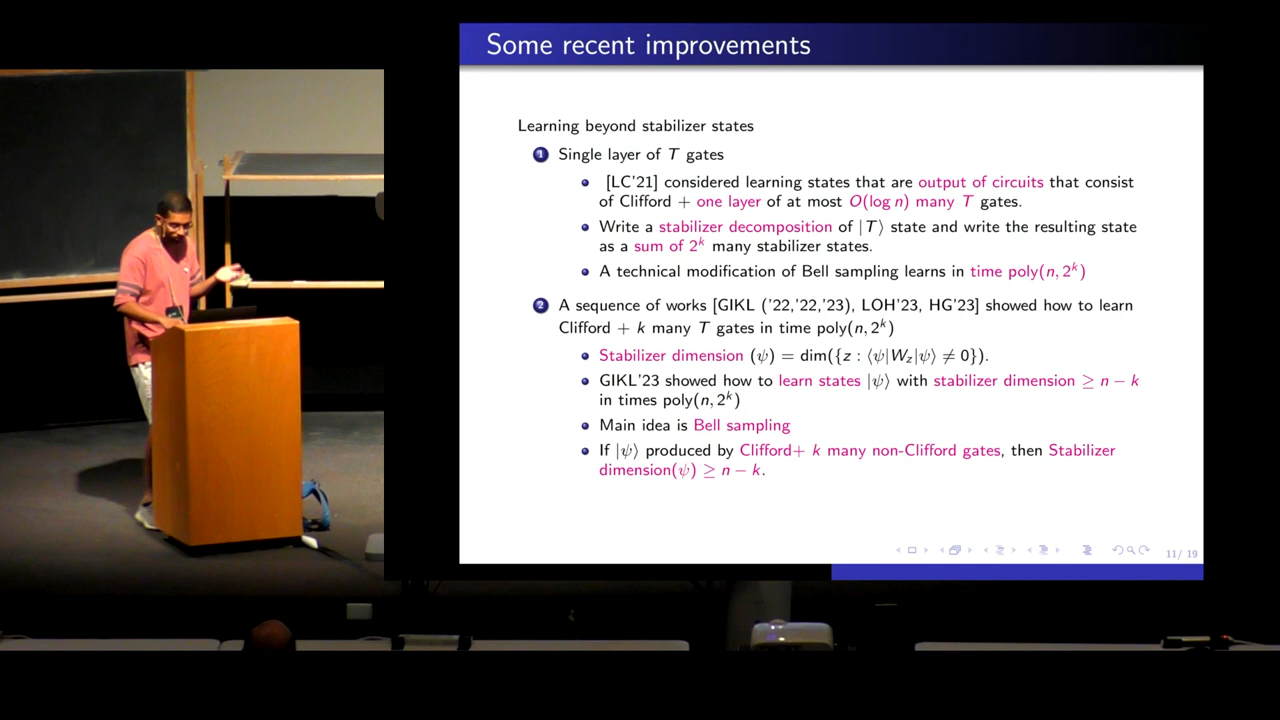 Some recent improvements
Learning beyond stabilizer states
1 Single layer of T gates
[LC'21] considered learning states that are output of circuits that consist
of Clifford + one layer of at most O(log n) many T gates.
Write a stabilizer decomposition of |T⟩ state and write the resulting state
as a sum of 2^k many stabilizer states.
A technical modification of Bell sampling learns in time poly(n, 2^k)
2 A sequence of works [GIKL ('22,'22,'23), LOH'23, HG'23] showed how to learn
Clifford + k many T gates in time poly(n, 2^k)
Stabilizer dimension (ψ) = dim({z : ⟨ψ|W_z|ψ⟩ ≠ 0}).
GIKL'23 showed how to learn states |ψ⟩ with stabilizer dimension ≥ n − k
in times poly(n, 2^k)
Main idea is Bell sampling
If |ψ⟩ produced by Clifford+ k many non-Clifford gates, then Stabilizer
dimension(ψ) ≥ n − k.
11/ 19